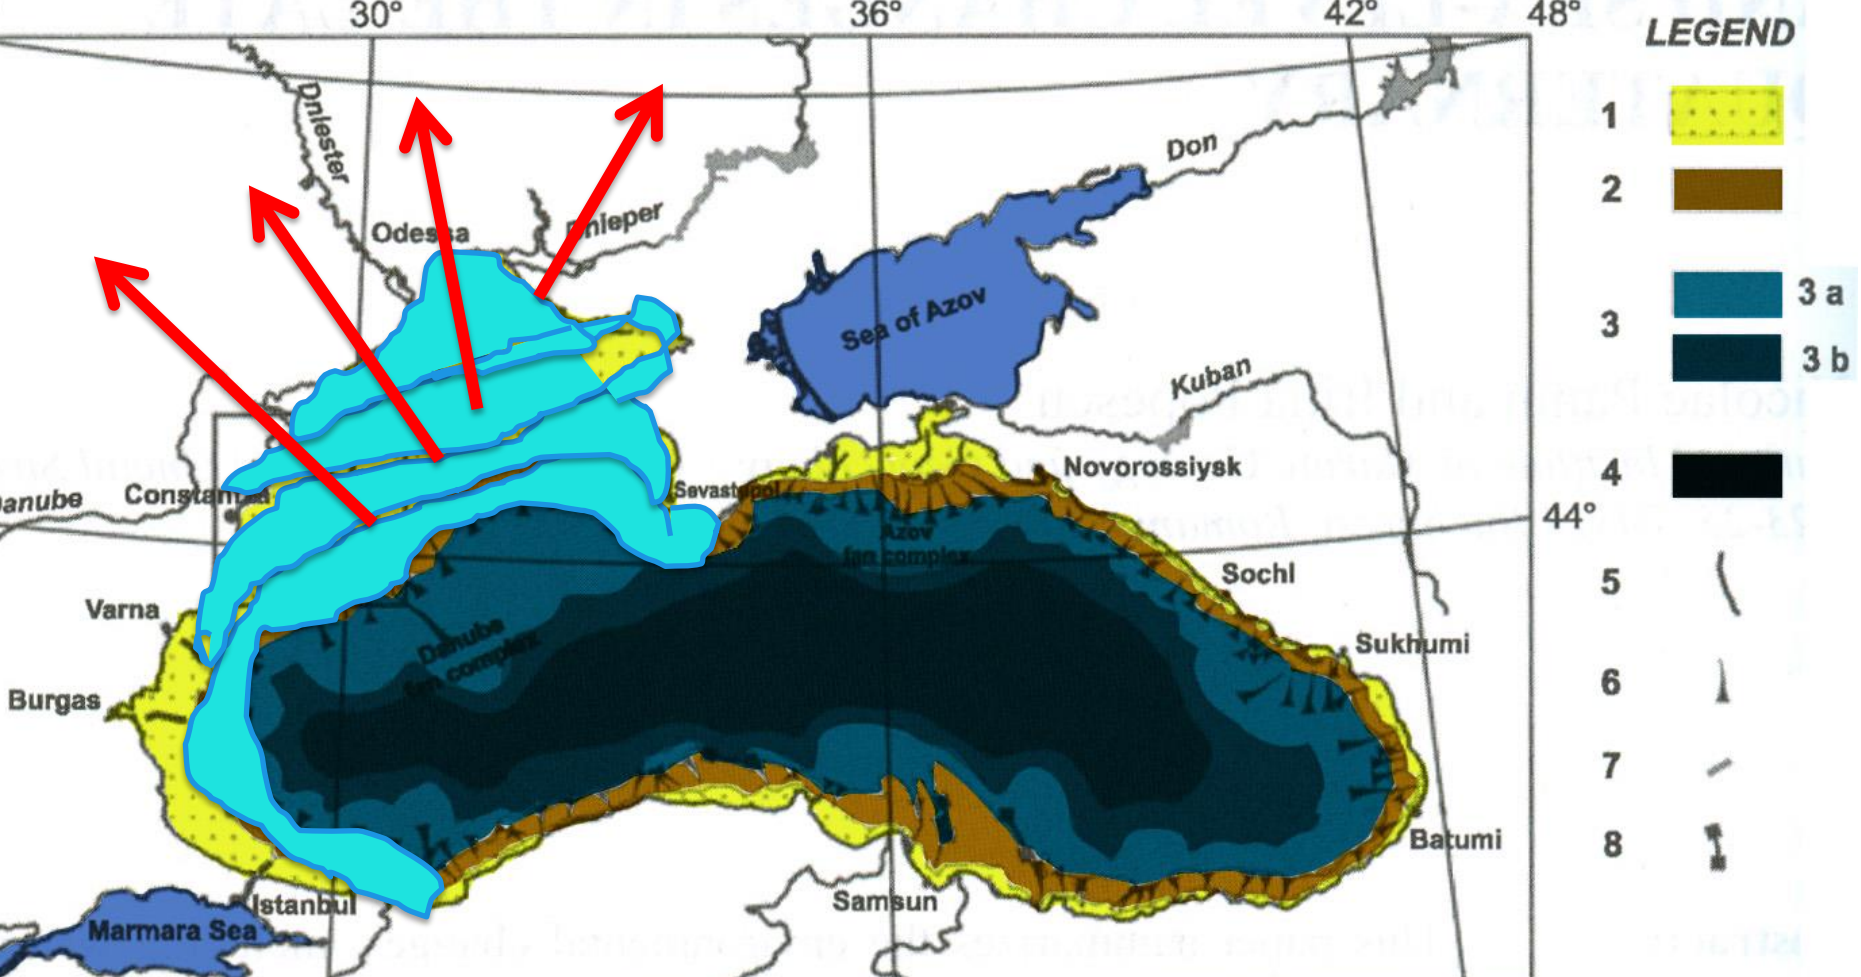 30°
36°
42°
48°
LEGEND
1
2
3
3 a
3 b
4
5
6
7
8
44°
Dniester
Odessa
Dnieper
Don
Sea of Azov
Kuban
Novorossiysk
Sevastopol
Constanta
Danube
Varna
Burgas
Azov
fan complex
Danube
fan complex
Sochi
Sukhumi
Batumi
Samsun
Istanbul
Marmara Sea